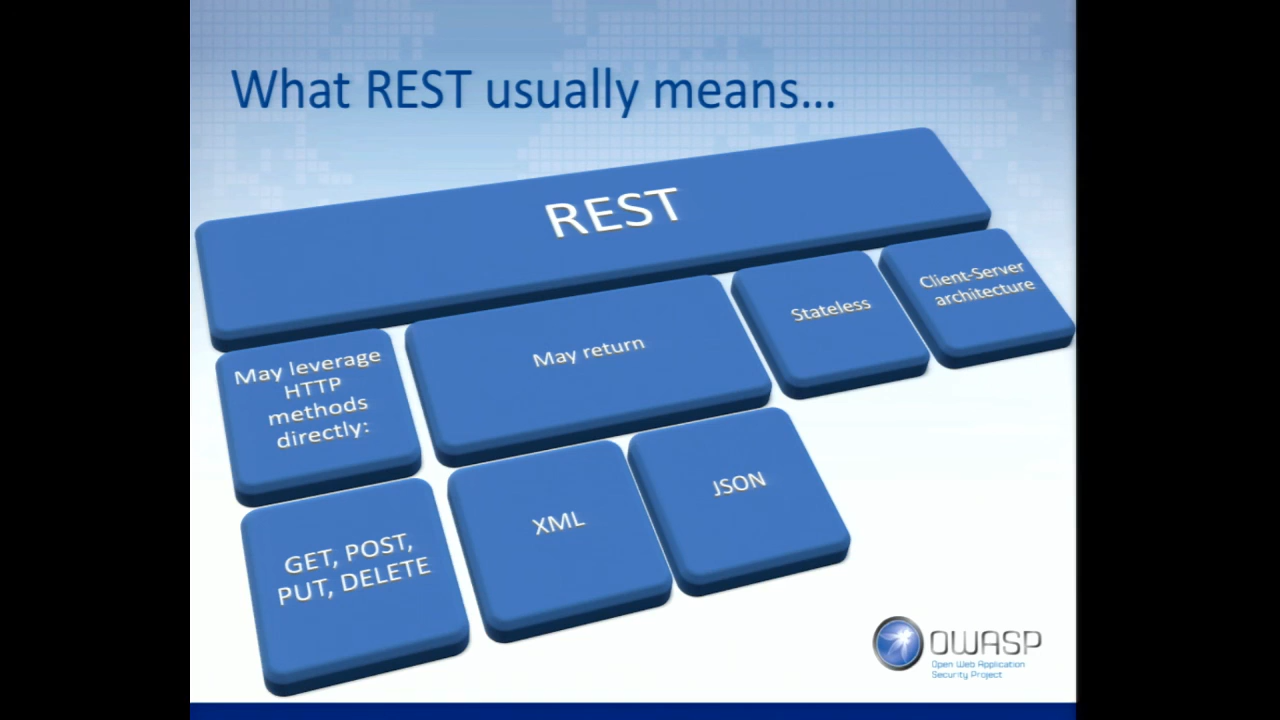 What REST usually means...
REST
May leverage
HTTP
methods
directly:
May return
Stateless
Client-Server
architecture
GET, POST,
PUT, DELETE
XML
JSON
OWASP
Open Web Application
Security Project